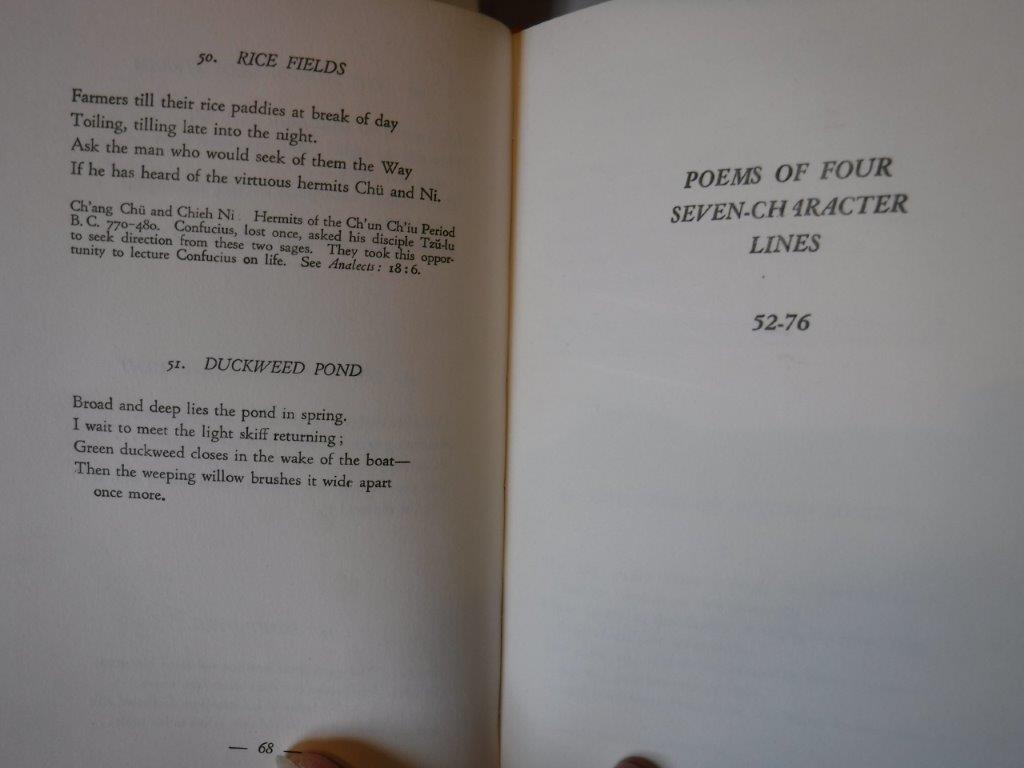 50. RICE FIELDS
Farmers till their rice paddies at break of day
Toiling, tilling late into the night.
Ask the man who would seek of them the Way
If he has heard of the virtuous hermits Chü and Ni.
Ch'ang Chü and Chieh Ni. Hermits of the Ch'un Ch'iu Period
B. C. 770-480. Confucius, lost once, asked his disciple Tzŭ-lu
to seek direction from these two sages. They took this oppor-
tunity to lecture Confucius on life. See Analects: 18:6.
51. DUCKWEED POND
Broad and deep lies the pond in spring.
I wait to meet the light skiff returning;
Green duckweed closes in the wake of the boat—
Then the weeping willow brushes it wide apart
once more.
— 68 —
POEMS OF FOUR
SEVEN-CHARACTER
LINES
52-76